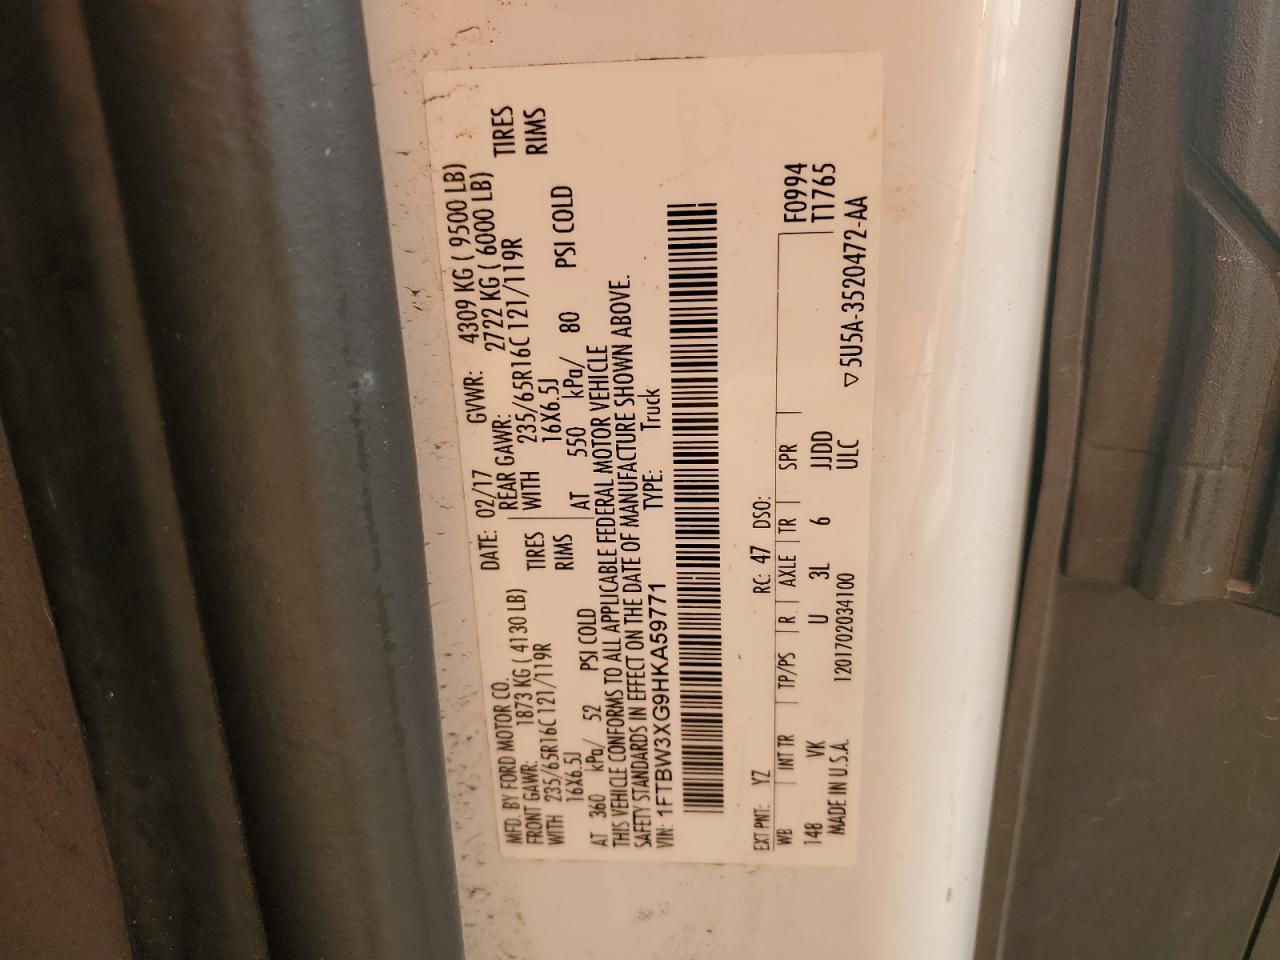 MFD. BY FORD MOTOR CO. DATE: 02/17 GVWR: 4309 KG ( 9500 LB)
FRONT GAWR: 1873 KG ( 4130 LB) REAR GAWR: 2722 KG ( 6000 LB)
WITH 235/65R16C 121/119R TIRES WITH 235/65R16C 121/119R TIRES
16X6.5J RIMS 16X6.5J RIMS
AT 360 kPa/ 52 PSI COLD AT 550 kPa/ 80 PSI COLD
THIS VEHICLE CONFORMS TO ALL APPLICABLE FEDERAL MOTOR VEHICLE
SAFETY STANDARDS IN EFFECT ON THE DATE OF MANUFACTURE SHOWN ABOVE.
VIN: 1FTBW3XG9HKA59771 TYPE: Truck
EXT PNT: YZ RC: 47 DSO:
WB INT TR TP/PS R AXLE TR SPR F0994
148 VK U 3L 6 JJDD T1765
MADE IN U.S.A. 1201702034100 ULC
▽5U5A-3520472-AA